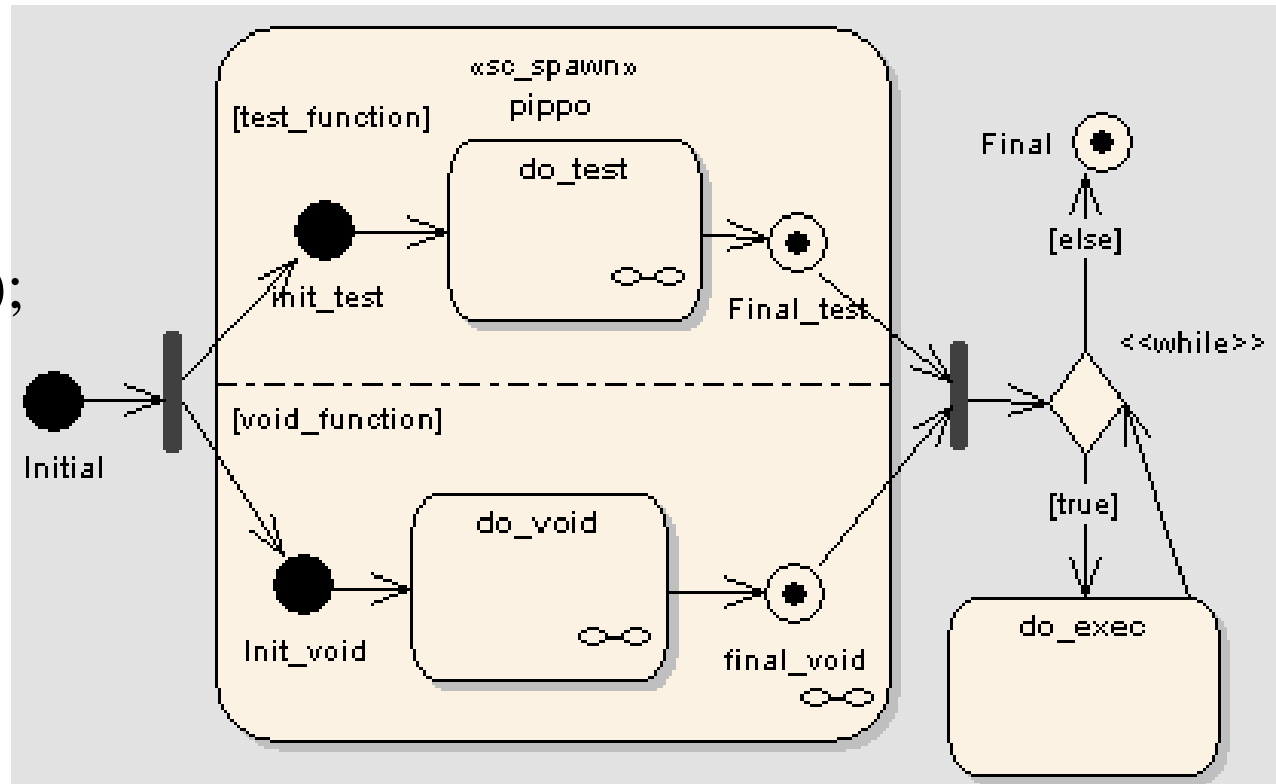 «sc_spawn»
pippo
[test_function]
do_test
Final
[else]
);
init_test
Final_test
<<while>>
[void_function]
Initial
[true]
do_void
do_exec
Init_void
final_void